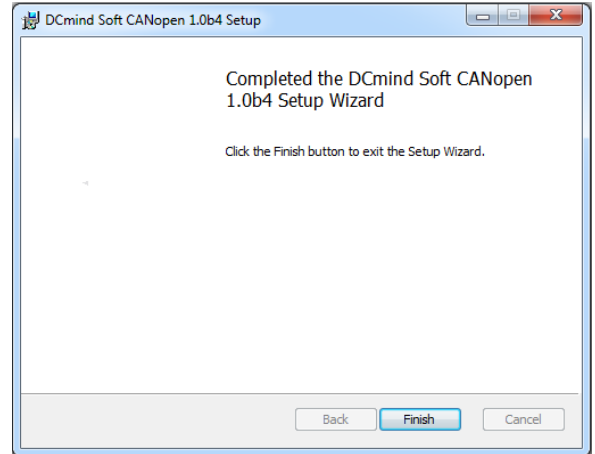 DCmind Soft CANopen 1.0b4 Setup
Completed the DCmind Soft CANopen
1.0b4 Setup Wizard
Click the Finish button to exit the Setup Wizard.
Back Finish Cancel